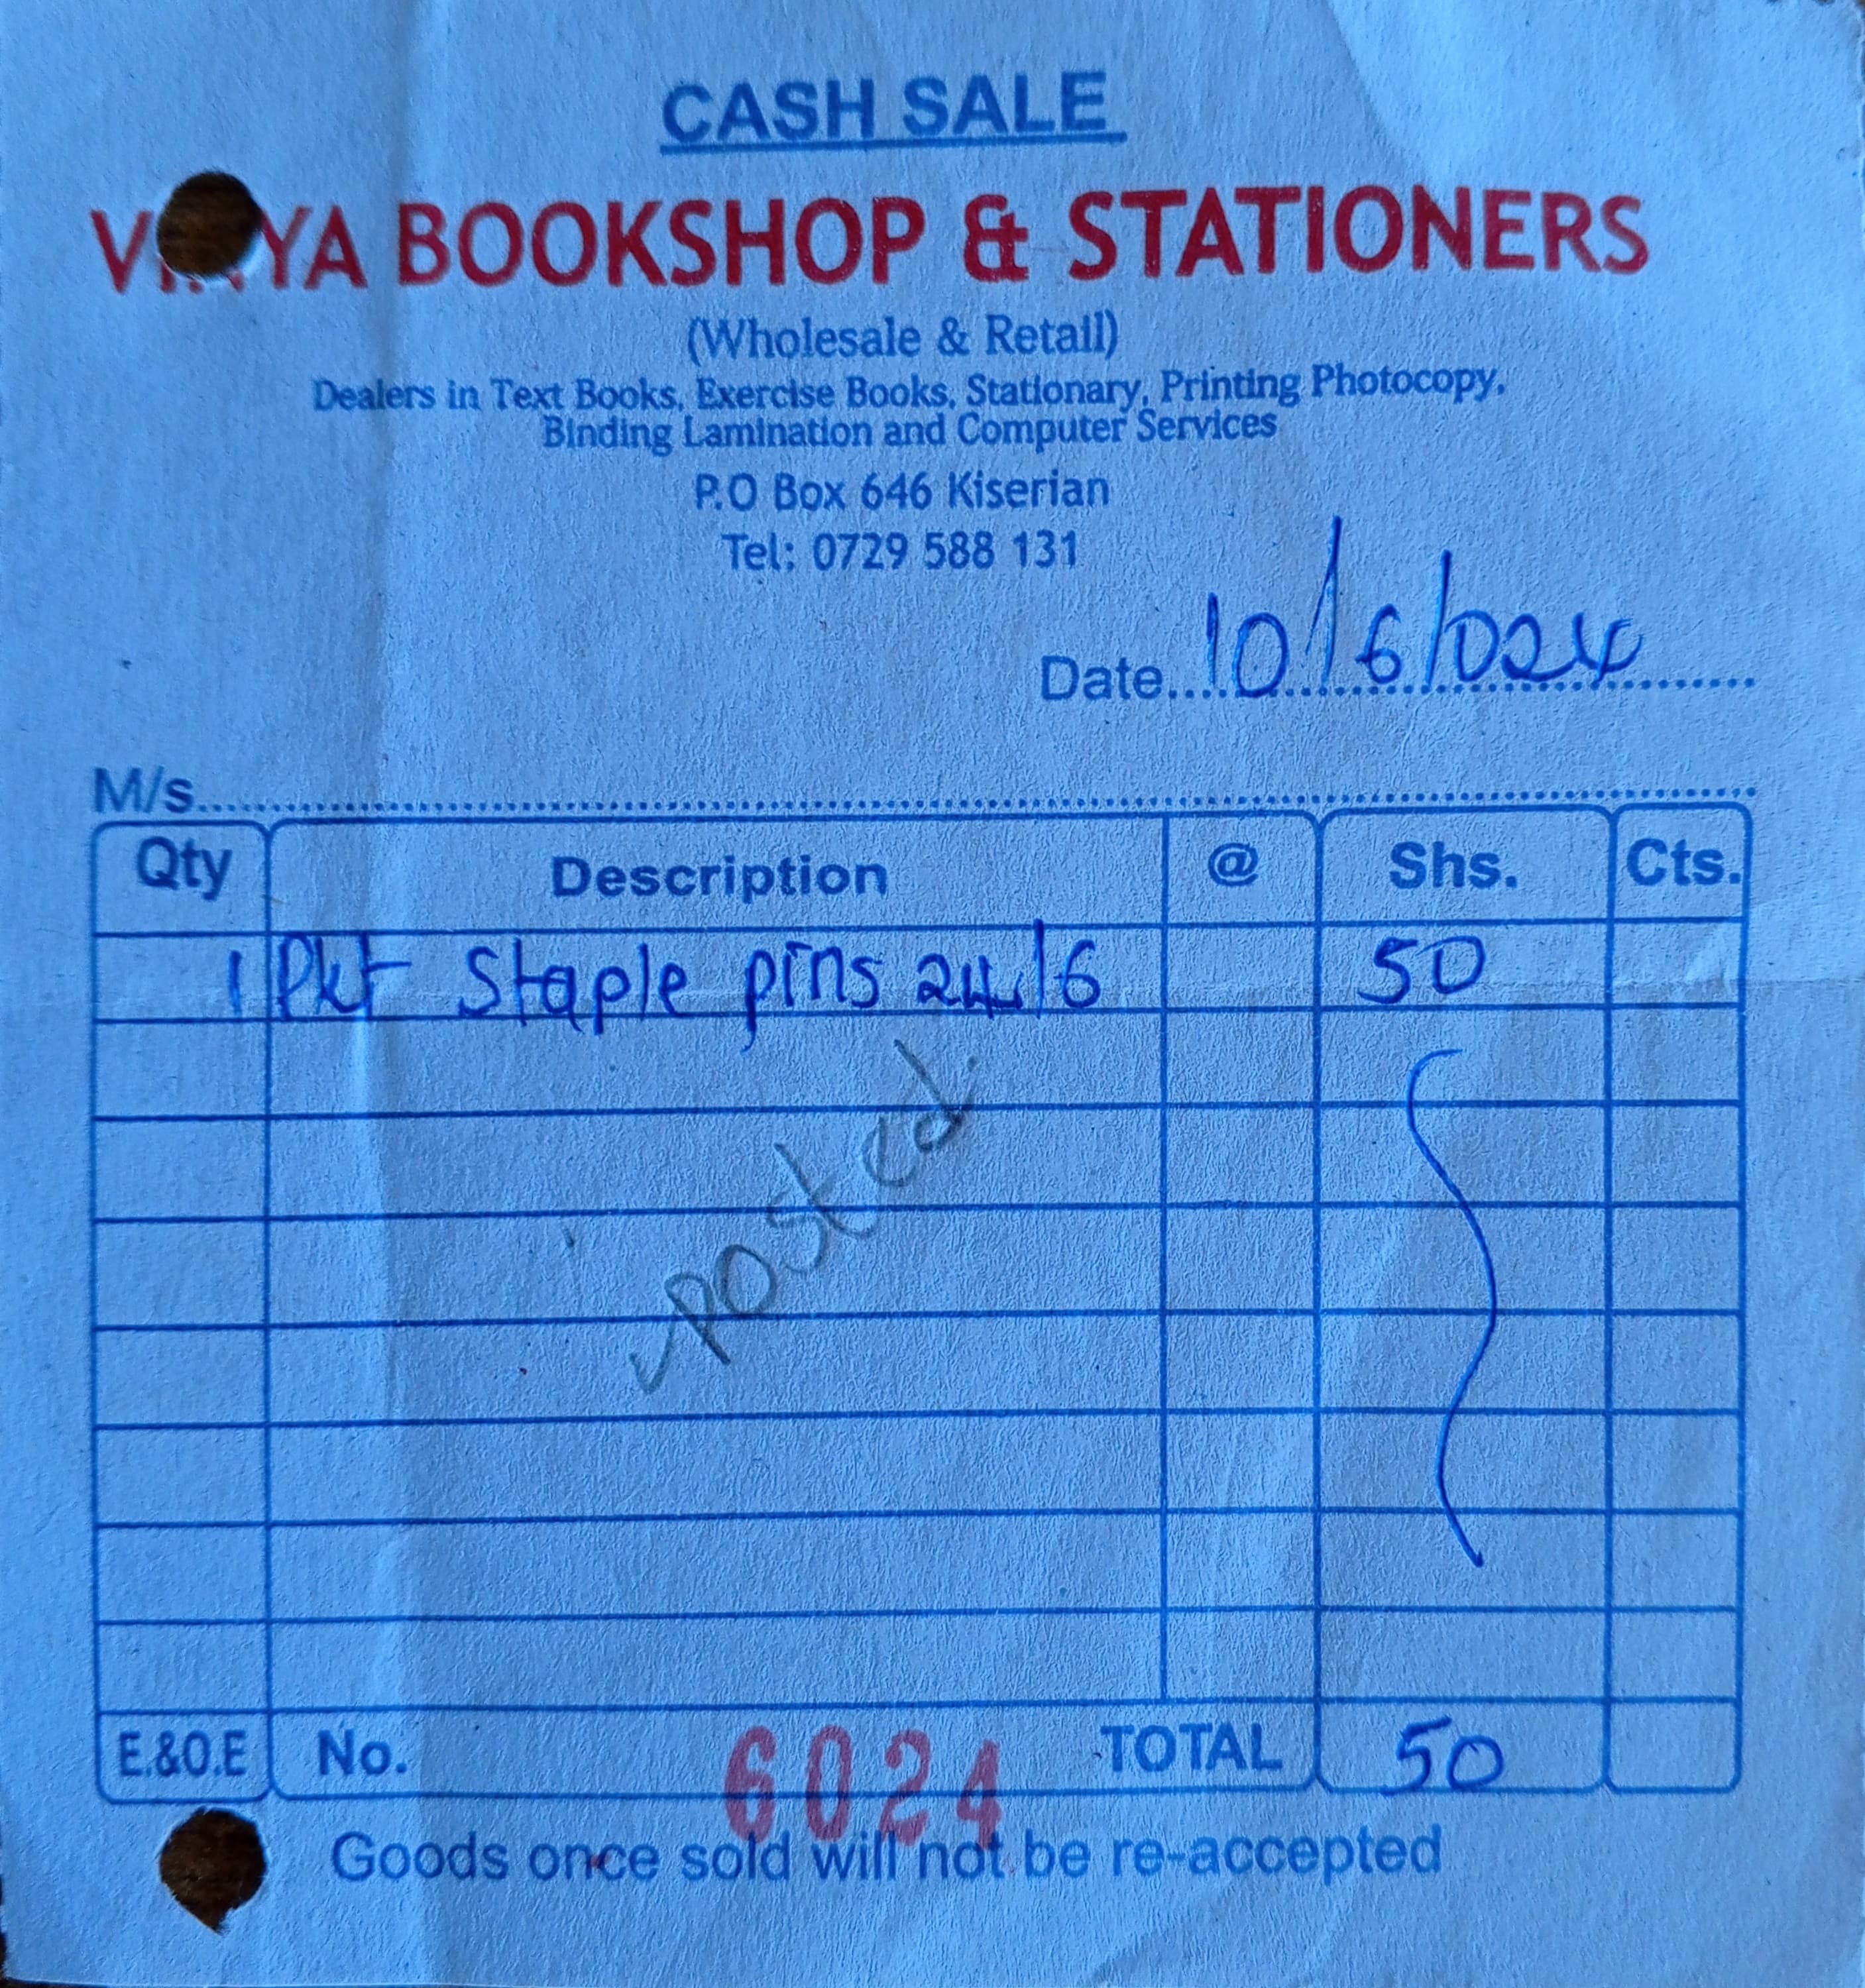 CASH SALE
BOOKSHOP & STATIONERS
(Wholesale & Retail)
Dealers in Text Books, Exercise Books, Stationary, Printing Photocopy,
Binding Lamination and Computer Services
P.O Box 646 Kiserian
Tel: 0729 588 131
Date 10/6/024
M/s
Qty Description @ Shs. Cts.
1 Pkt Staple pins 24/6 50
posted.
E.&O.E No. 6024 TOTAL 50
Goods once sold will not be re-accepted